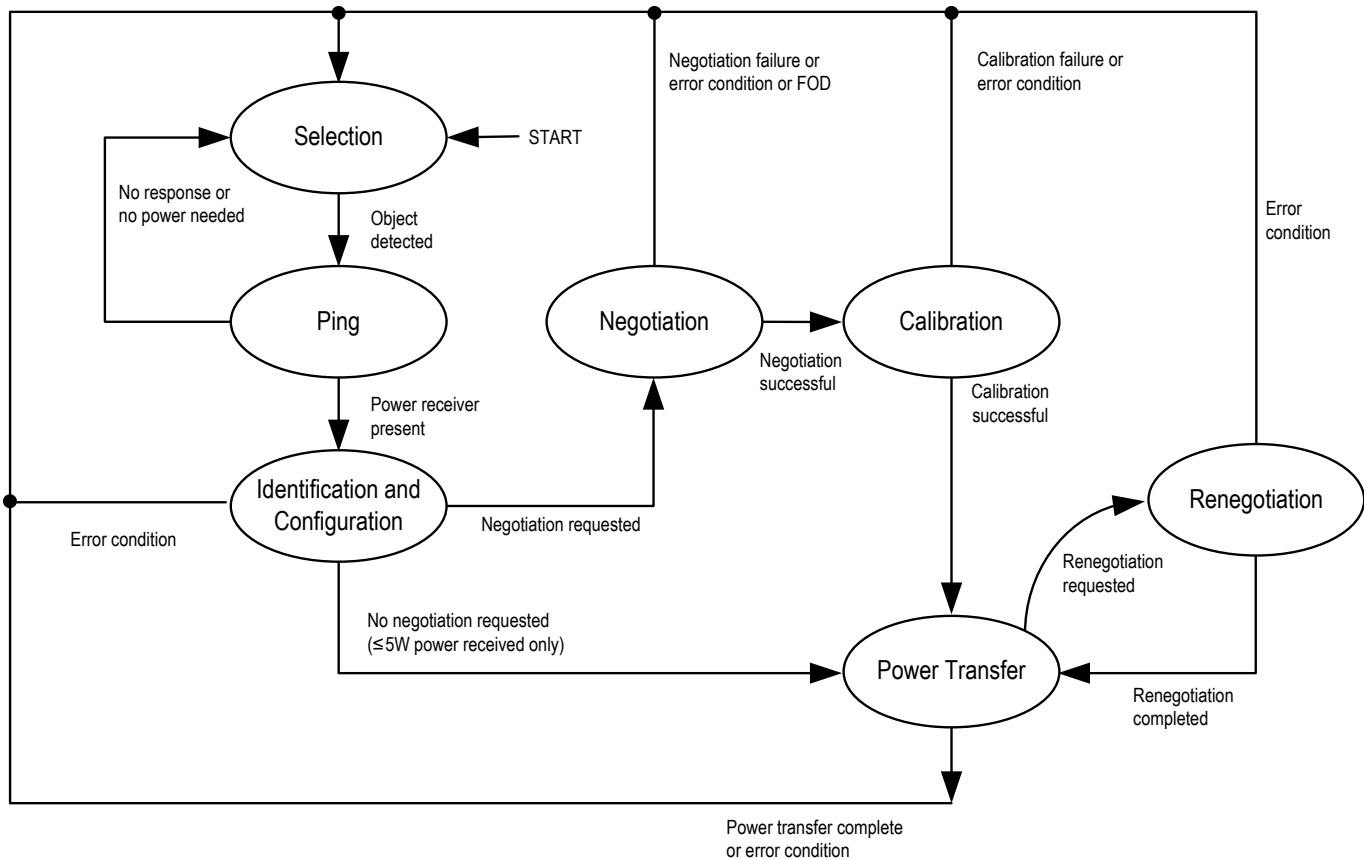 Negotiation failure or
error condition or FOD
Calibration failure or
error condition
Selection
START
No response or
no power needed
Object
detected
Error
condition
Ping
Negotiation
Calibration
Negotiation
successful
Power receiver
present
Calibration
successful
Identification and
Configuration
Renegotiation
Error condition
Negotiation requested
Renegotiation
requested
No negotiation requested
(≤5W power received only)
Power Transfer
Renegotiation
completed
Power transfer complete
or error condition